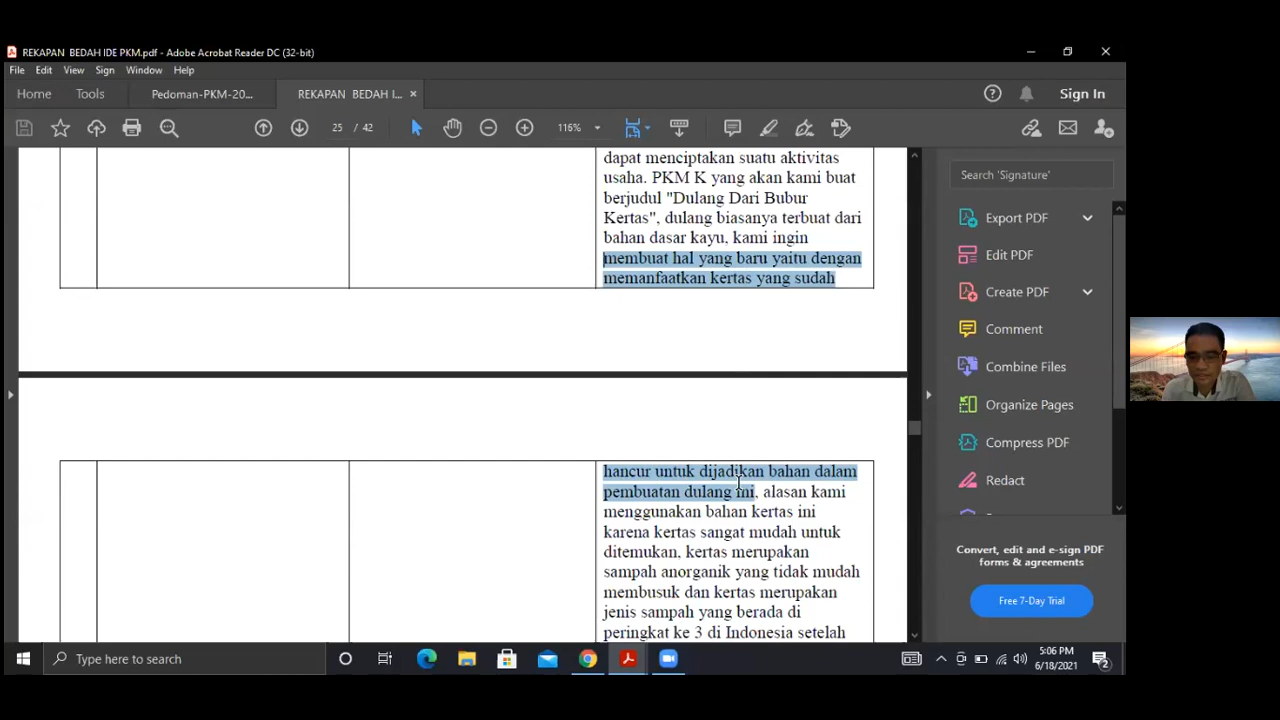 REKAPAN BEDAH IDE PKM.pdf - Adobe Acrobat Reader DC (32-bit)
File Edit View Sign Window Help
Home Tools Pedoman-PKM-20... REKAPAN BEDAH I... Sign In
25 / 42 116%
dapat menciptakan suatu aktivitas
usaha. PKM K yang akan kami buat
berjudul "Dulang Dari Bubur
Kertas", dulang biasanya terbuat dari
bahan dasar kayu, kami ingin
membuat hal yang baru yaitu dengan
memanfaatkan kertas yang sudah
hancur untuk dijadikan bahan dalam
pembuatan dulang ini, alasan kami
menggunakan bahan kertas ini
karena kertas sangat mudah untuk
ditemukan, kertas merupakan
sampah anorganik yang tidak mudah
membusuk dan kertas merupakan
jenis sampah yang berada di
peringkat ke 3 di Indonesia setelah
Search 'Signature'
Export PDF
Edit PDF
Create PDF
Comment
Combine Files
Organize Pages
Compress PDF
Redact
Convert, edit and e-sign PDF
forms & agreements
Free 7-Day Trial
Type here to search
5:06 PM
6/18/2021
2